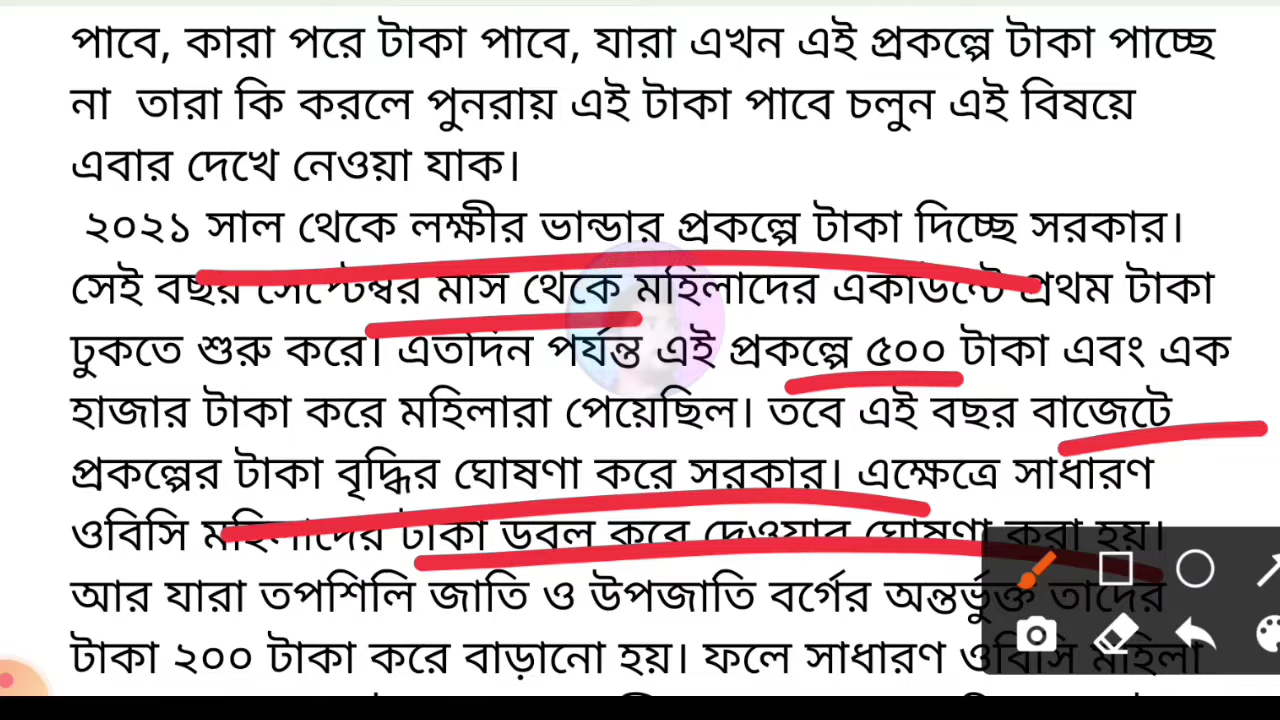 পাবে, কারা পরে টাকা পাবে, যারা এখন এই প্রকল্পে টাকা পাচ্ছে
না তারা কি করলে পুনরায় এই টাকা পাবে চলুন এই বিষয়ে
এবার দেখে নেওয়া যাক।
২০২১ সাল থেকে লক্ষীর ভান্ডার প্রকল্পে টাকা দিচ্ছে সরকার।
সেই বছর সেপ্টেম্বর মাস থেকে মহিলাদের একাউন্টে প্রথম টাকা
ঢুকতে শুরু করে। এতদিন পর্যন্ত এই প্রকল্পে ৫০০ টাকা এবং এক
হাজার টাকা করে মহিলারা পেয়েছিল। তবে এই বছর বাজেটে
প্রকল্পের টাকা বৃদ্ধির ঘোষণা করে সরকার। এক্ষেত্রে সাধারণ
ওবিসি মহিলাদের টাকা ডবল করে দেওয়ার ঘোষণা করা হয়।
আর যারা তপশিলি জাতি ও উপজাতি বর্গের অন্তর্ভুক্ত তাদের
টাকা ২০০ টাকা করে বাড়ানো হয়। ফলে সাধারণ ওবিসি মহিলা